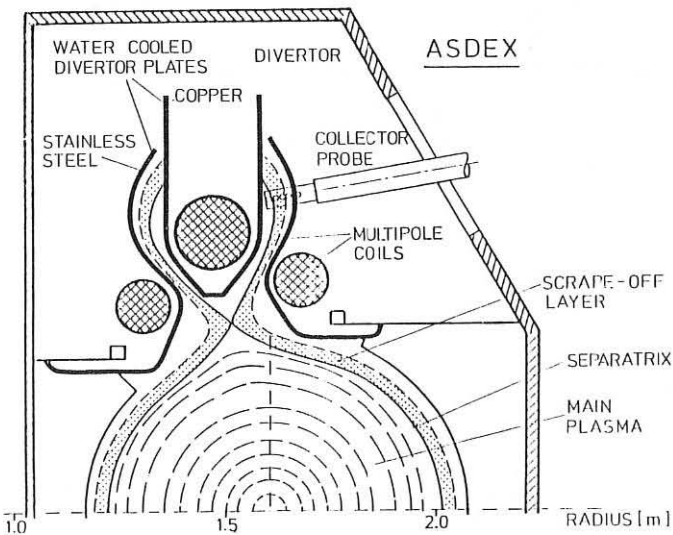 ASDEX
WATER COOLED
DIVERTOR PLATES
DIVERTOR
COPPER
STAINLESS
STEEL
COLLECTOR
PROBE
MULTIPOLE
COILS
SCRAPE-OFF
LAYER
SEPARATRIX
MAIN
PLASMA
1.0
1.5
2.0
RADIUS [m]